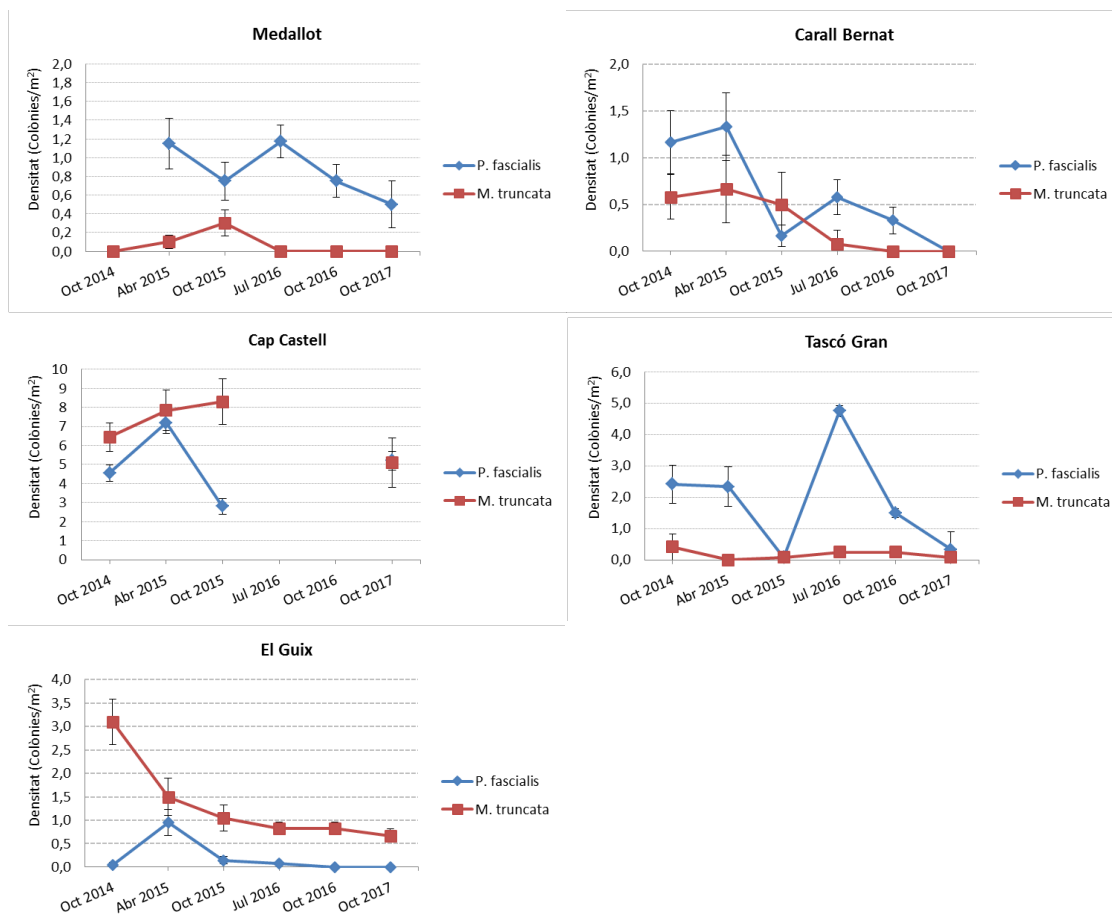 Medallot
Densitat (Colònies/m²)
2,0
1,8
1,6
1,4
1,2
1,0
0,8
0,6
0,4
0,2
0,0
Oct 2014
Abr 2015
Oct 2015
Jul 2016
Oct 2016
Oct 2017
P. fascialis
M. truncata
Carall Bernat
Densitat (Colònies/m²)
2,0
1,5
1,0
0,5
0,0
Oct 2014
Abr 2015
Oct 2015
Jul 2016
Oct 2016
Oct 2017
P. fascialis
M. truncata
Cap Castell
Densitat (Colònies/m²)
10
9
8
7
6
5
4
3
2
1
0
Oct 2014
Abr 2015
Oct 2015
Jul 2016
Oct 2016
Oct 2017
P. fascialis
M. truncata
Tascó Gran
Densitat (Colònies/m²)
6,0
5,0
4,0
3,0
2,0
1,0
0,0
Oct 2014
Abr 2015
Oct 2015
Jul 2016
Oct 2016
Oct 2017
P. fascialis
M. truncata
El Guix
Densitat (Colònies/m²)
4,0
3,5
3,0
2,5
2,0
1,5
1,0
0,5
0,0
Oct 2014
Abr 2015
Oct 2015
Jul 2016
Oct 2016
Oct 2017
P. fascialis
M. truncata